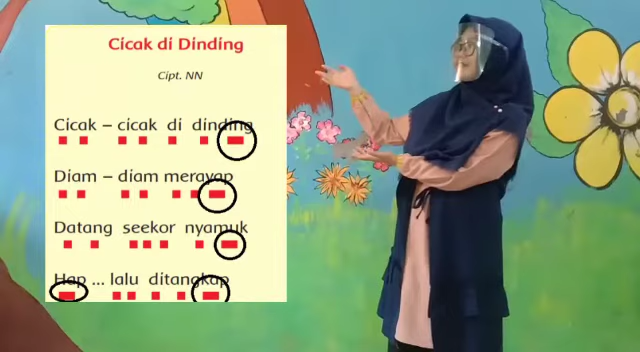 Cicak di Dinding
Cipt. NN
Cicak – cicak di dinding
Diam – diam merayap
Datang seekor nyamuk
Hap ... lalu ditangkap